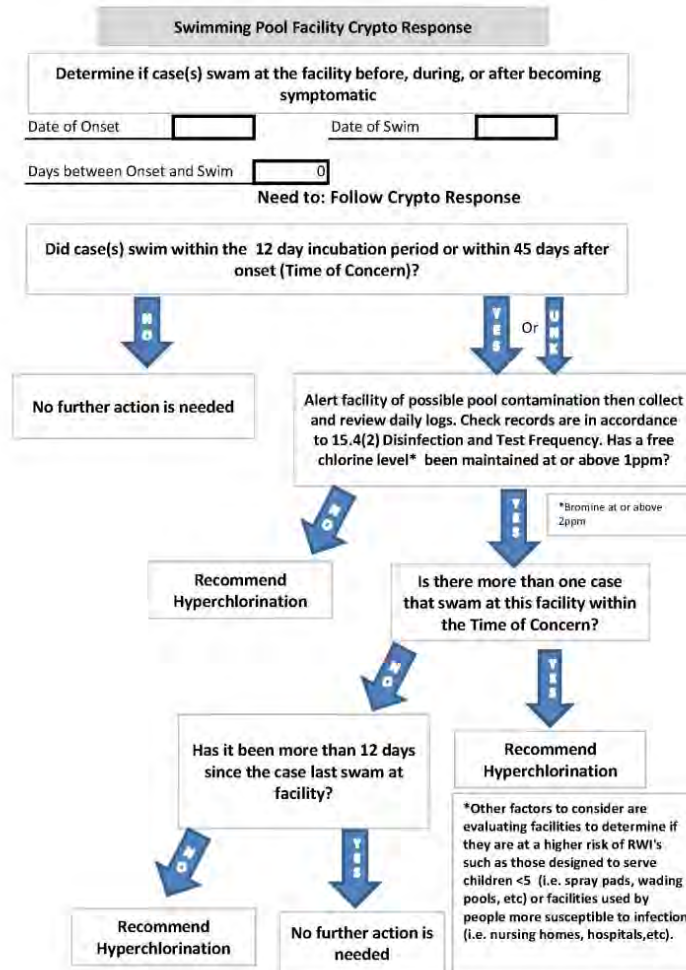 Swimming Pool Facility Crypto Response
Determine if case(s) swam at the facility before, during, or after becoming
symptomatic
Date of Onset
Date of Swim
Days between Onset and Swim 0
Need to: Follow Crypto Response
Did case(s) swim within the 12 day incubation period or within 45 days after
onset (Time of Concern)?
NO
YES
Or
UNK
No further action is needed
Alert facility of possible pool contamination then collect
and review daily logs. Check records are in accordance
to 15.4(2) Disinfection and Test Frequency. Has a free
chlorine level* been maintained at or above 1ppm?
NO
YES
*Bromine at or above
2ppm
Recommend
Hyperchlorination
Is there more than one case
that swam at this facility within
the Time of Concern?
NO
YES
Has it been more than 12 days
since the case last swam at
facility?
Recommend
Hyperchlorination
*Other factors to consider are
evaluating facilities to determine if
they are at a higher risk of RWI's
such as those designed to serve
children <5 (i.e. spray pads, wading
pools, etc) or facilities used by
people more susceptible to infection
(i.e. nursing homes, hospitals,etc).
NO
YES
Recommend
Hyperchlorination
No further action is
needed